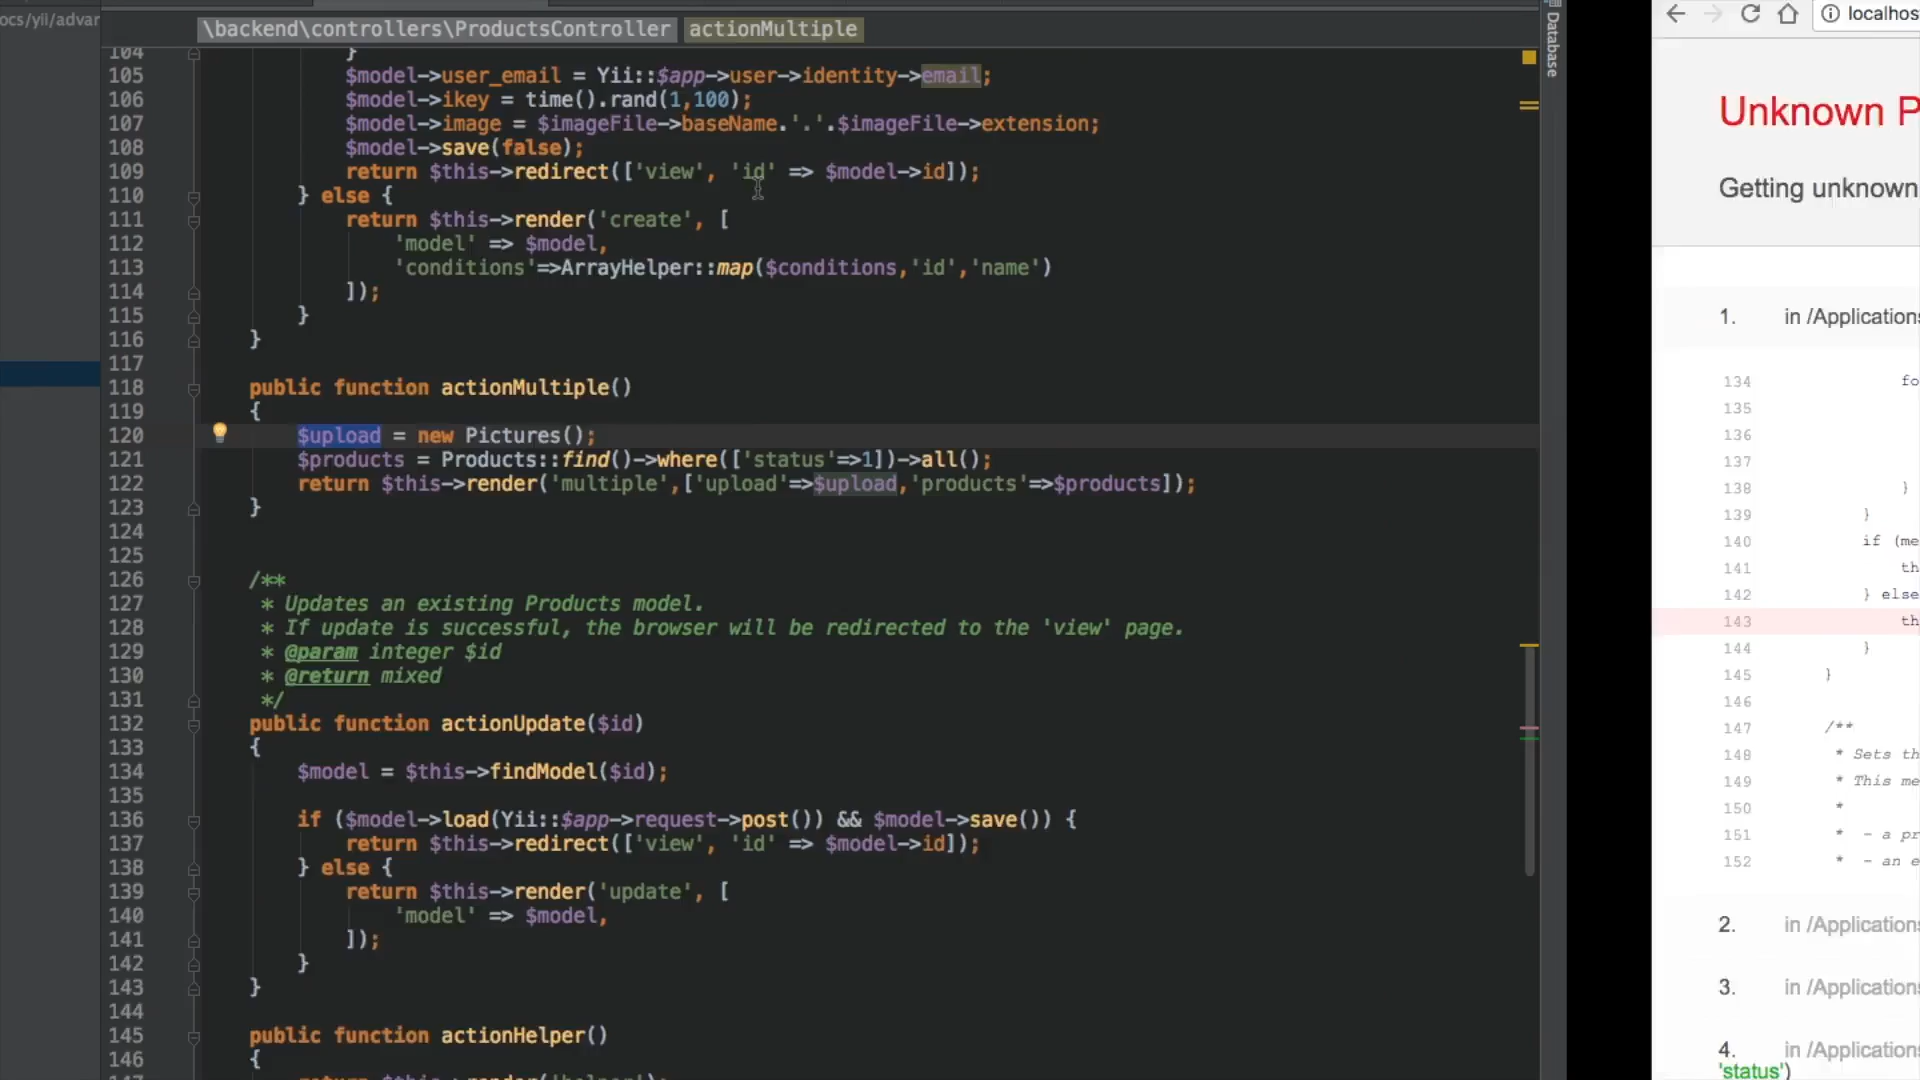 ocs/yii/advar
\backend\controllers\ProductsController actionMultiple
Database
104 }
105 $model->user_email = Yii::$app->user->identity->email;
106 $model->ikey = time().rand(1,100);
107 $model->image = $imageFile->baseName.'.'.$imageFile->extension;
108 $model->save(false);
109 return $this->redirect(['view', 'id' => $model->id]);
110 } else {
111 return $this->render('create', [
112 'model' => $model,
113 'conditions'=>ArrayHelper::map($conditions,'id','name')
114 ]);
115 }
116 }
117
118 public function actionMultiple()
119 {
120 $upload = new Pictures();
121 $products = Products::find()->where(['status'=>1])->all();
122 return $this->render('multiple',['upload'=>$upload,'products'=>$products]);
123 }
124
125
126 /**
127 * Updates an existing Products model.
128 * If update is successful, the browser will be redirected to the 'view' page.
129 * @param integer $id
130 * @return mixed
131 */
132 public function actionUpdate($id)
133 {
134 $model = $this->findModel($id);
135
136 if ($model->load(Yii::$app->request->post()) && $model->save()) {
137 return $this->redirect(['view', 'id' => $model->id]);
138 } else {
139 return $this->render('update', [
140 'model' => $model,
141 ]);
142 }
143 }
144
145 public function actionHelper()
146 {
localhos
Unknown P
Getting unknown
1. in /Applications
134 fo
135
136
137
138 }
139 }
140 if (me
141 th
142 } else
143 th
144 }
145 }
146
147 /**
148 * Sets th
149 * This me
150 *
151 * - a pr
152 * - an e
2. in /Applications
3. in /Applications
4. in /Applications
'status')